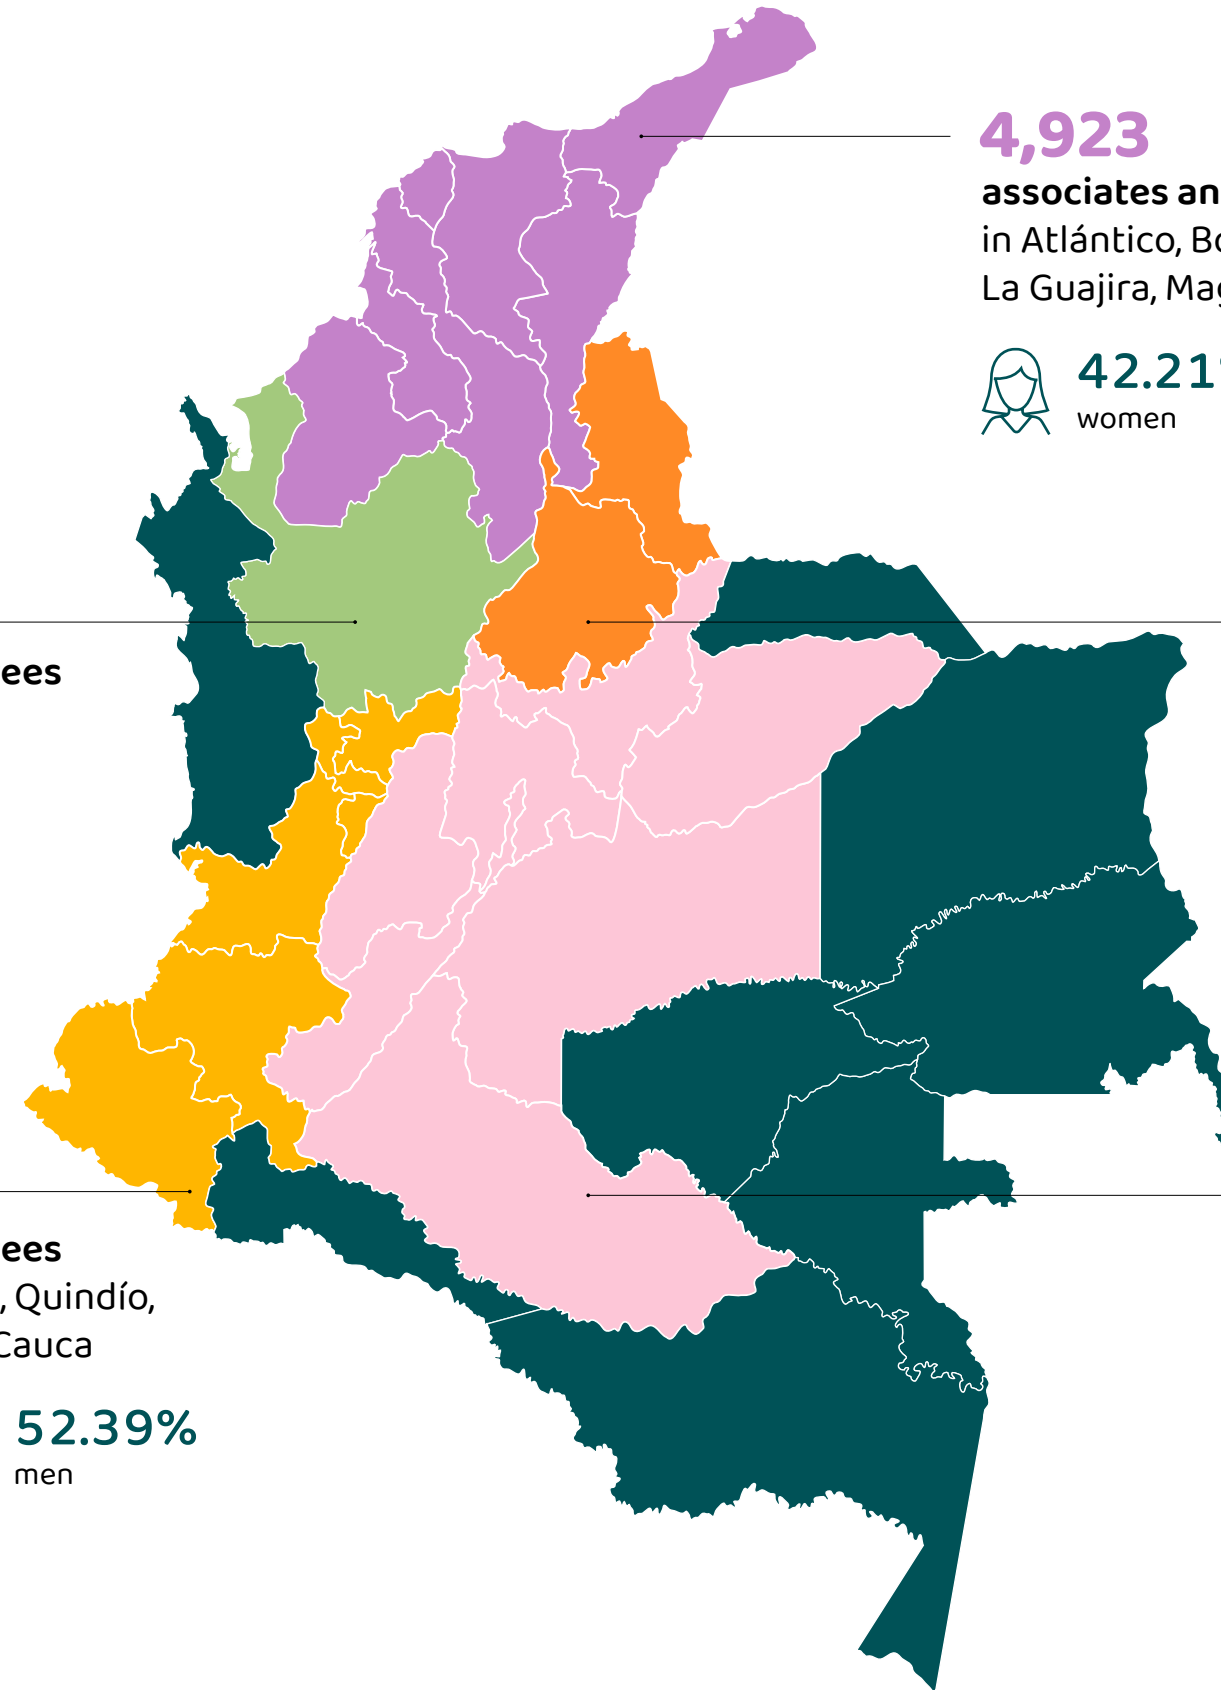 4,923
associates an
in Atlántico, Bo
La Guajira, Mag
42.21%
women
ees
ees
, Quindío,
Cauca
52.39%
men